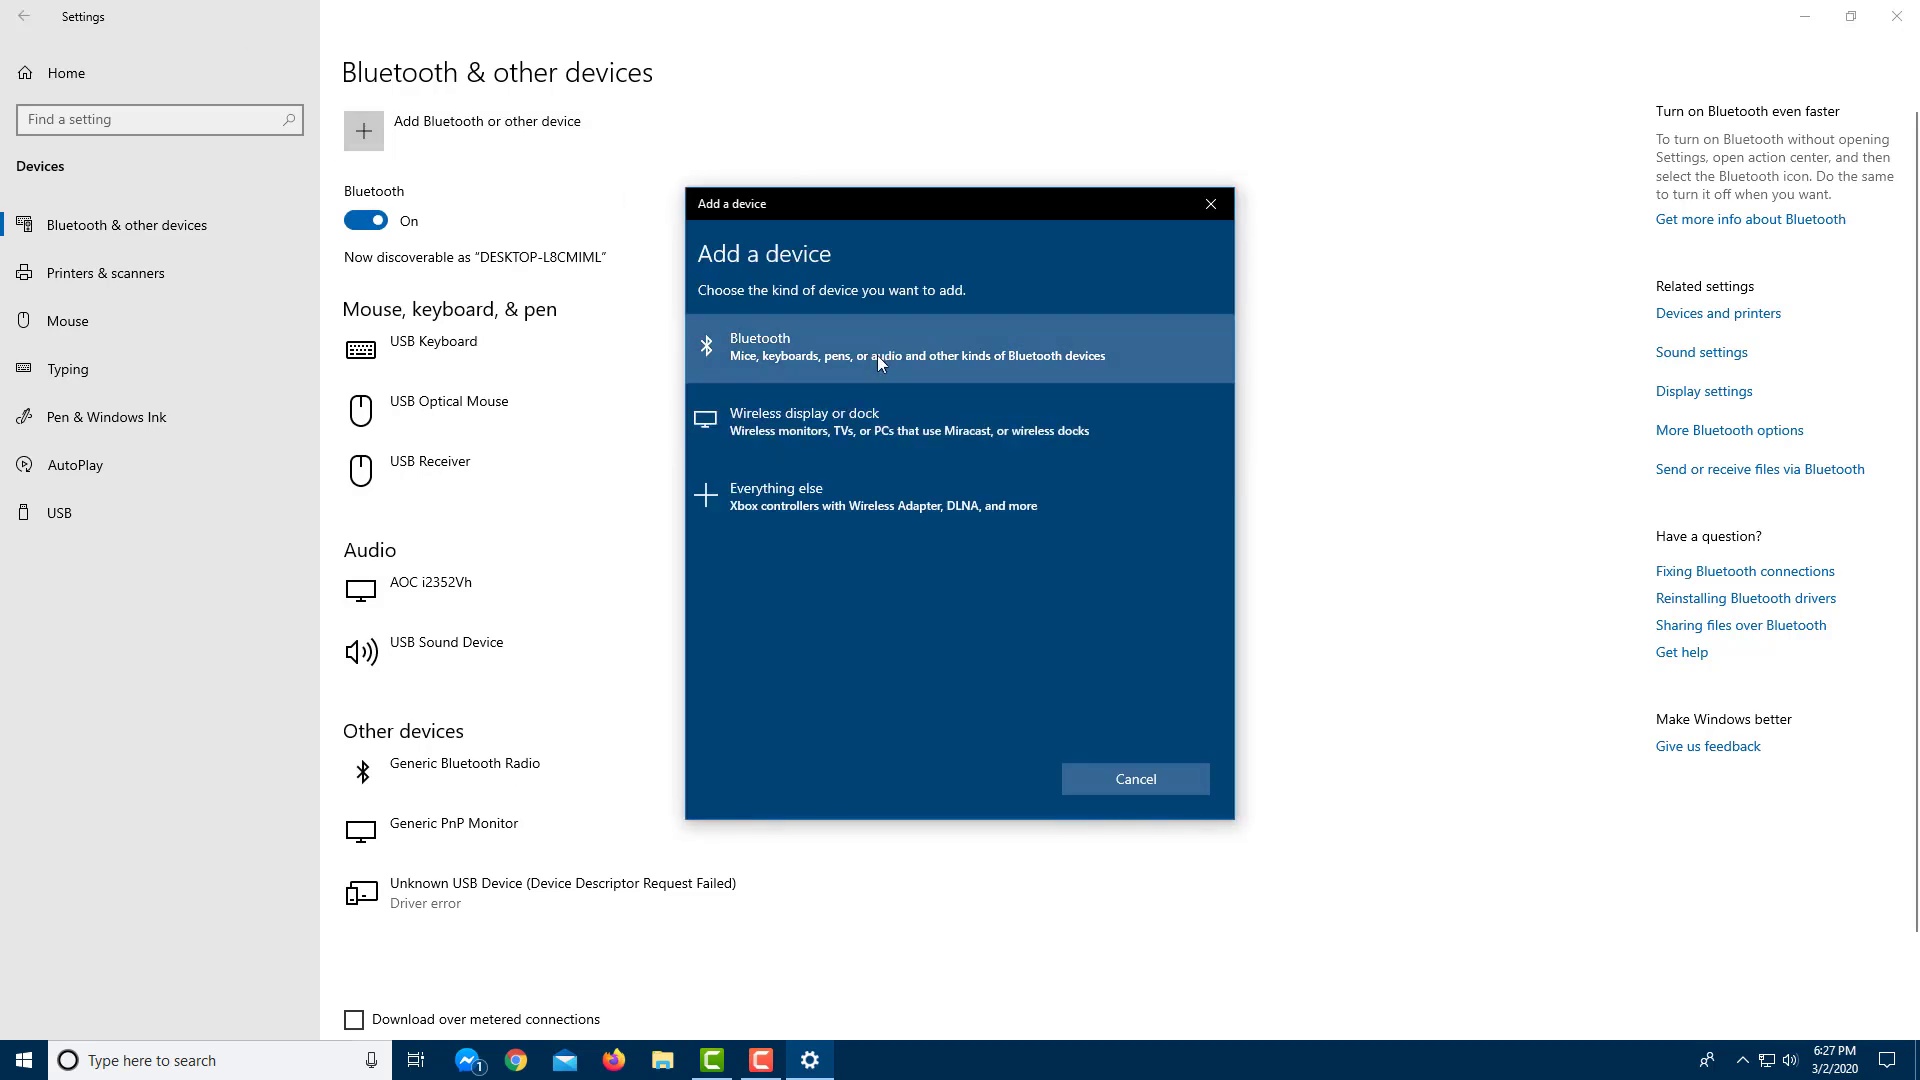 Settings
Home
Find a setting
Devices
Bluetooth & other devices
Printers & scanners
Mouse
Typing
Pen & Windows Ink
AutoPlay
USB
Bluetooth & other devices
Add Bluetooth or other device
Bluetooth
On
Now discoverable as “DESKTOP-L8CMIML”
Mouse, keyboard, & pen
USB Keyboard
USB Optical Mouse
USB Receiver
Audio
AOC i2352Vh
USB Sound Device
Other devices
Generic Bluetooth Radio
Generic PnP Monitor
Unknown USB Device (Device Descriptor Request Failed)
Driver error
Download over metered connections
Add a device
Add a device
Choose the kind of device you want to add.
Bluetooth
Mice, keyboards, pens, or audio and other kinds of Bluetooth devices
Wireless display or dock
Wireless monitors, TVs, or PCs that use Miracast, or wireless docks
Everything else
Xbox controllers with Wireless Adapter, DLNA, and more
Cancel
Turn on Bluetooth even faster
To turn on Bluetooth without opening
Settings, open action center, and then
select the Bluetooth icon. Do the same
to turn it off when you want.
Get more info about Bluetooth
Related settings
Devices and printers
Sound settings
Display settings
More Bluetooth options
Send or receive files via Bluetooth
Have a question?
Fixing Bluetooth connections
Reinstalling Bluetooth drivers
Sharing files over Bluetooth
Get help
Make Windows better
Give us feedback
Type here to search
1
6:27 PM
3/2/2020